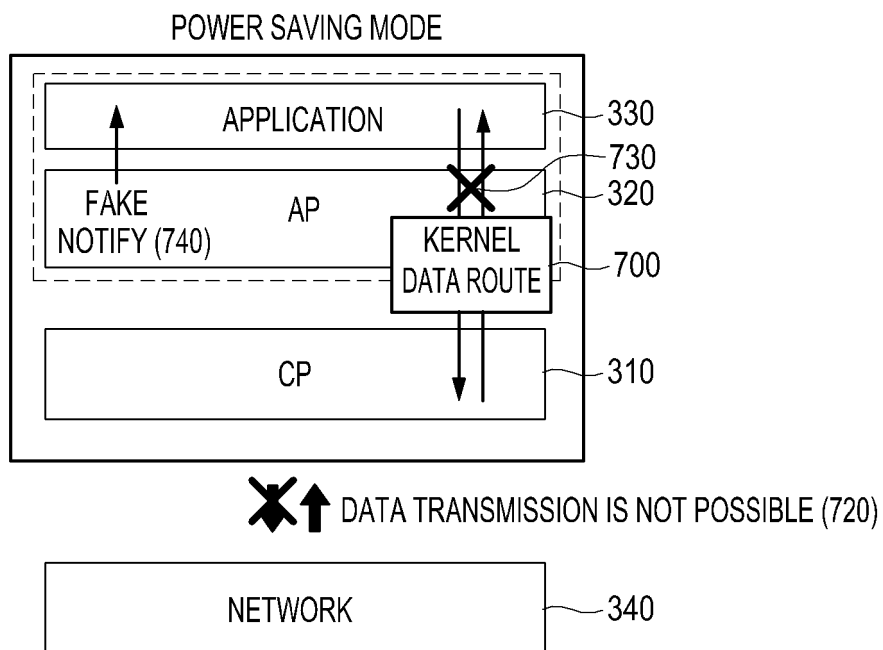 POWER SAVING MODE
APPLICATION
330
730
320
FAKE
NOTIFY (740)
AP
KERNEL
DATA ROUTE
700
CP
310
DATA TRANSMISSION IS NOT POSSIBLE (720)
NETWORK
340